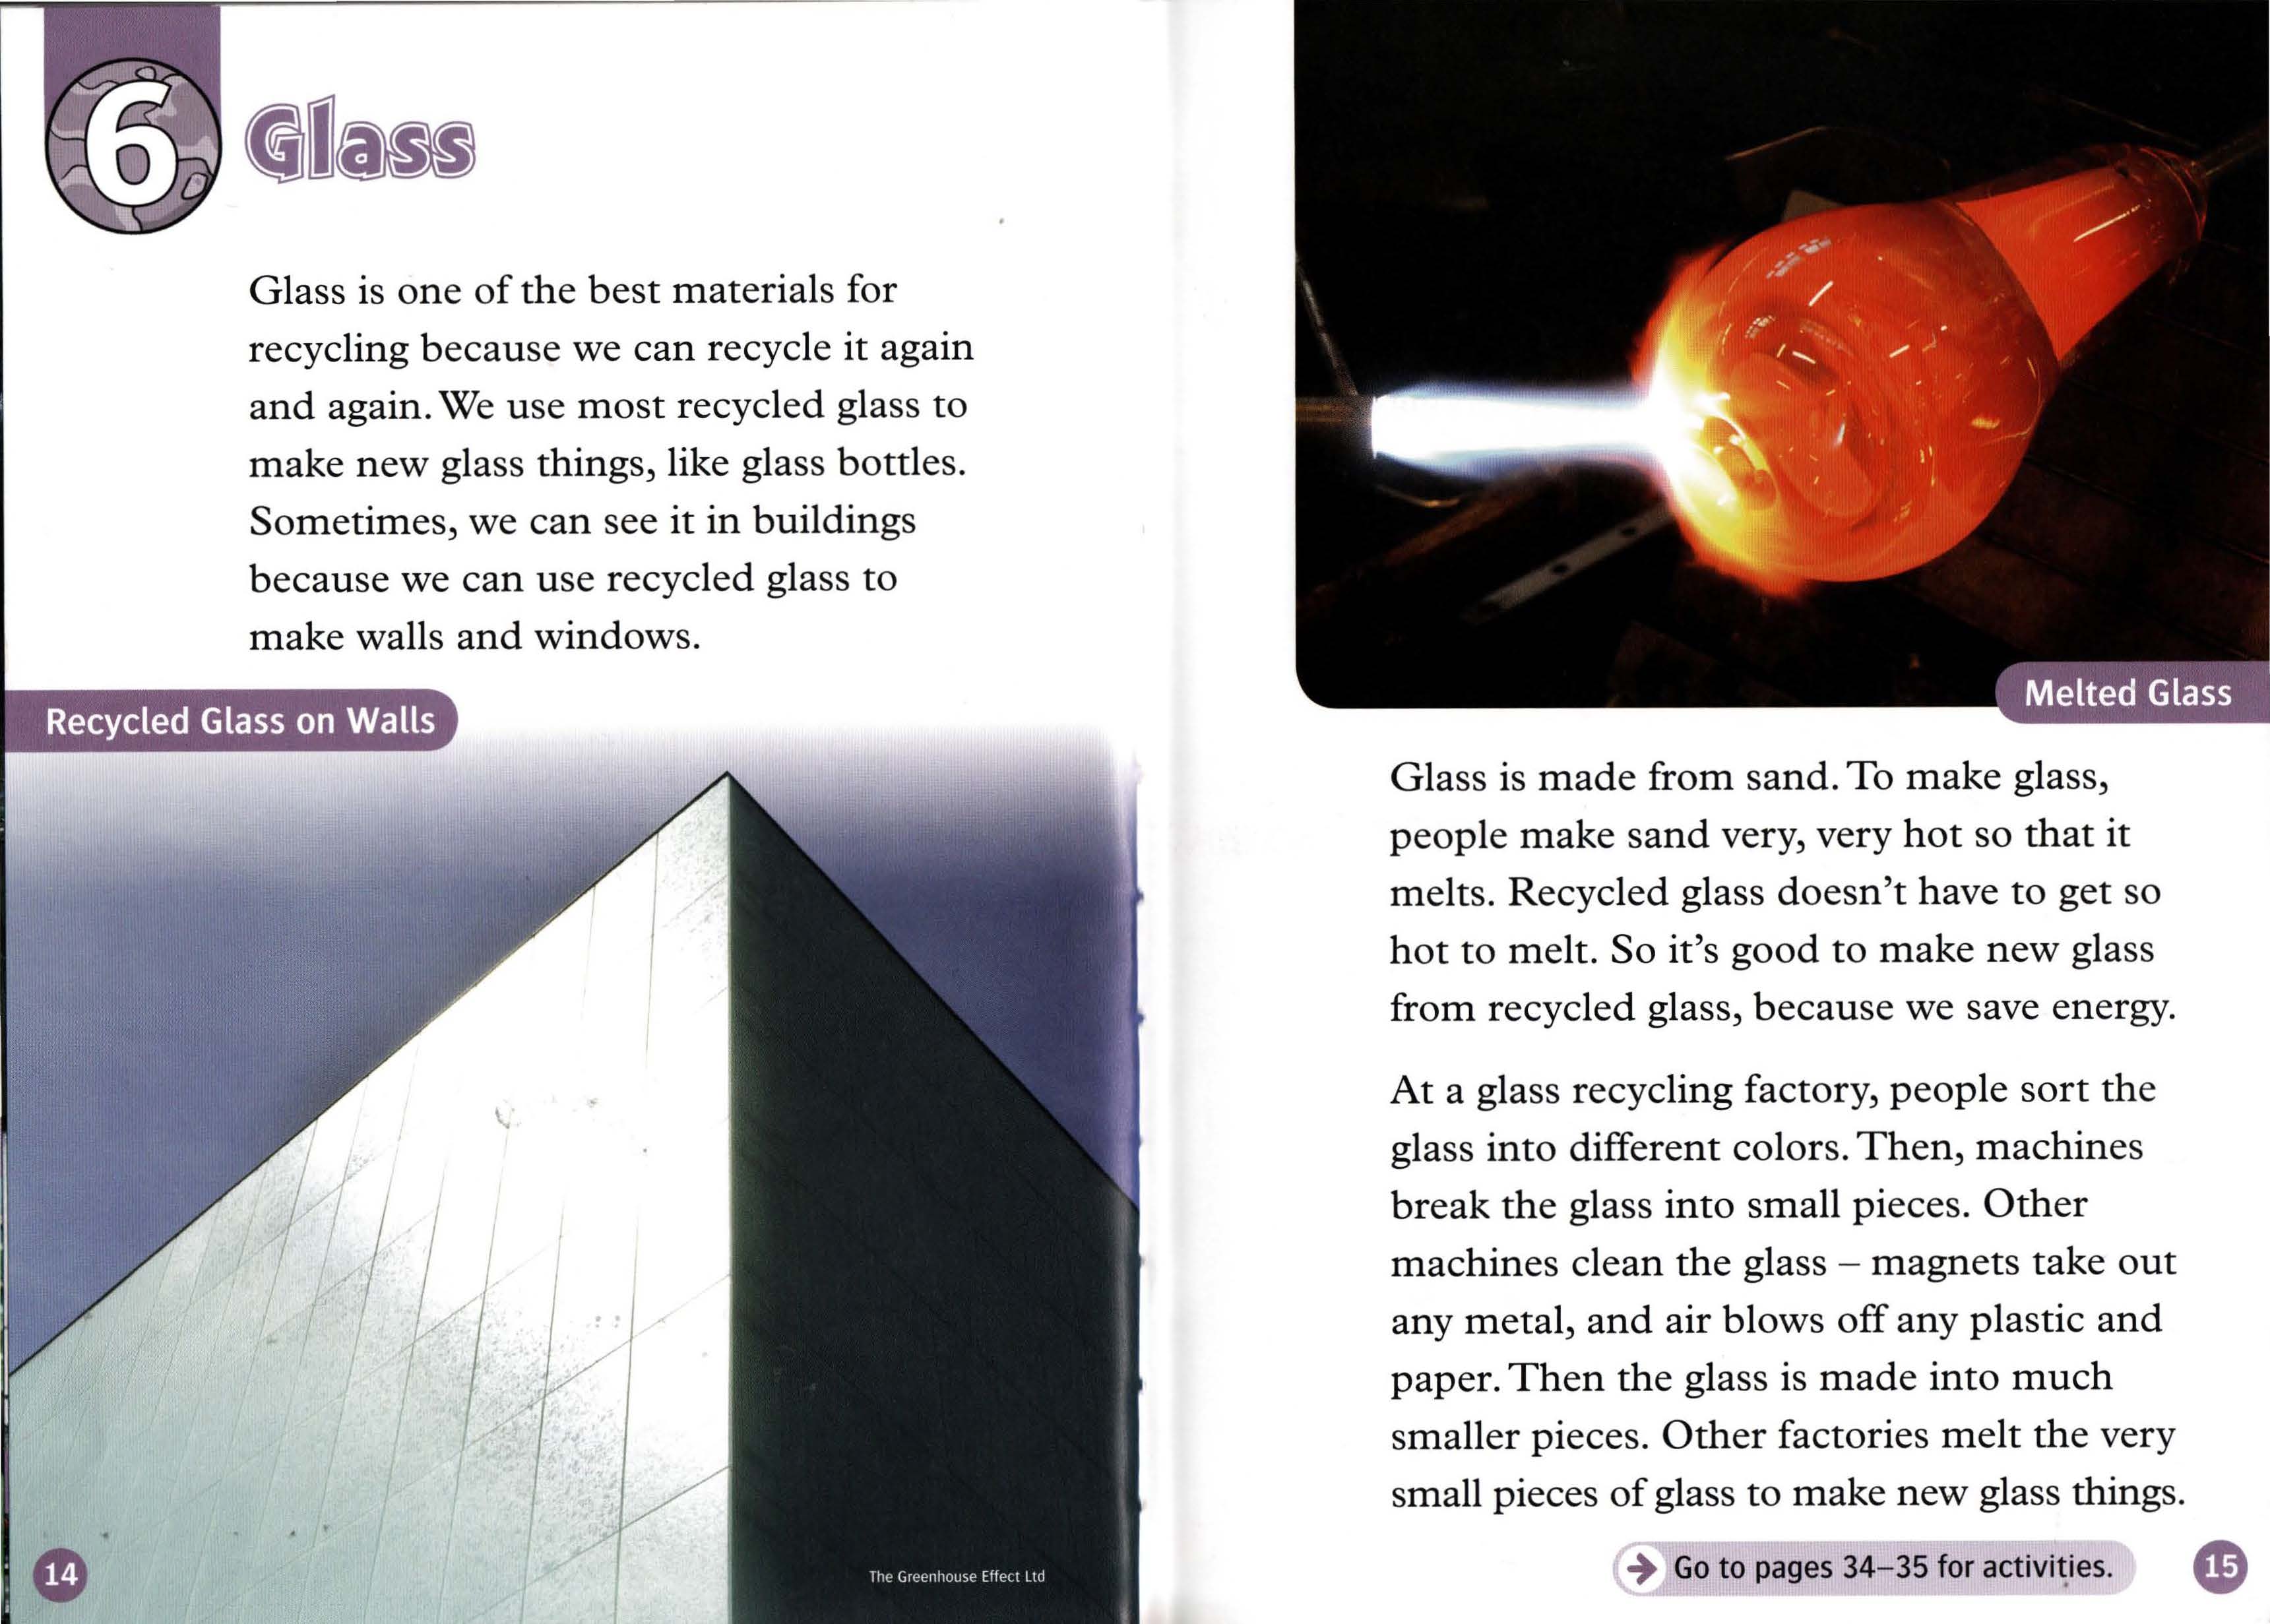 6
Glass
Glass is one of the best materials for
recycling because we can recycle it again
and again. We use most recycled glass to
make new glass things, like glass bottles.
Sometimes, we can see it in buildings
because we can use recycled glass to
make walls and windows.
Recycled Glass on Walls
The Greenhouse Effect Ltd
14
Melted Glass
Glass is made from sand. To make glass,
people make sand very, very hot so that it
melts. Recycled glass doesn't have to get so
hot to melt. So it's good to make new glass
from recycled glass, because we save energy.
At a glass recycling factory, people sort the
glass into different colors. Then, machines
break the glass into small pieces. Other
machines clean the glass – magnets take out
any metal, and air blows off any plastic and
paper. Then the glass is made into much
smaller pieces. Other factories melt the very
small pieces of glass to make new glass things.
Go to pages 34–35 for activities.
15